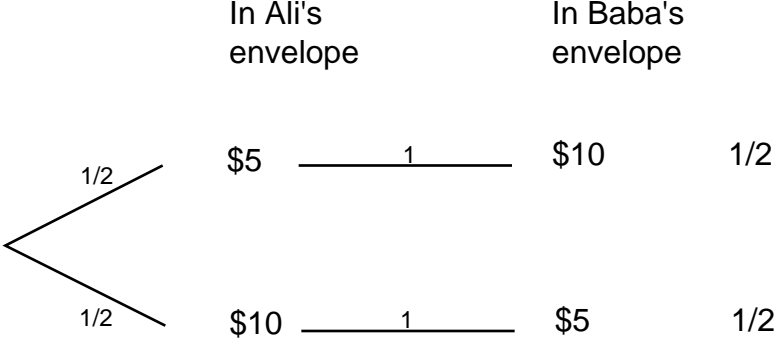 In Ali's
envelope
In Baba's
envelope
1/2
$5
1
$10
1/2
1/2
$10
1
$5
1/2